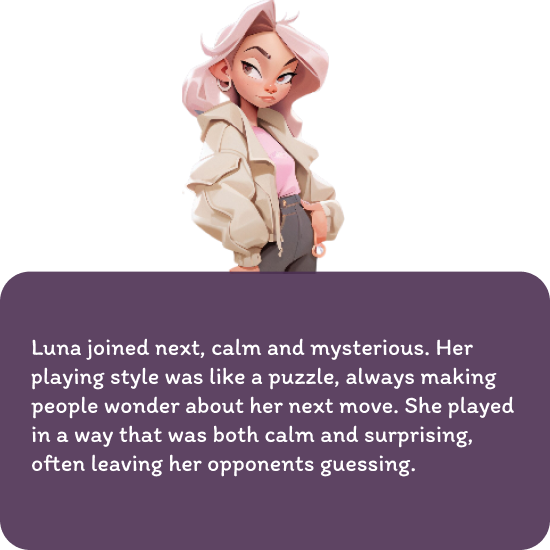 Luna joined next, calm and mysterious. Her
playing style was like a puzzle, always making
people wonder about her next move. She played
in a way that was both calm and surprising,
often leaving her opponents guessing.